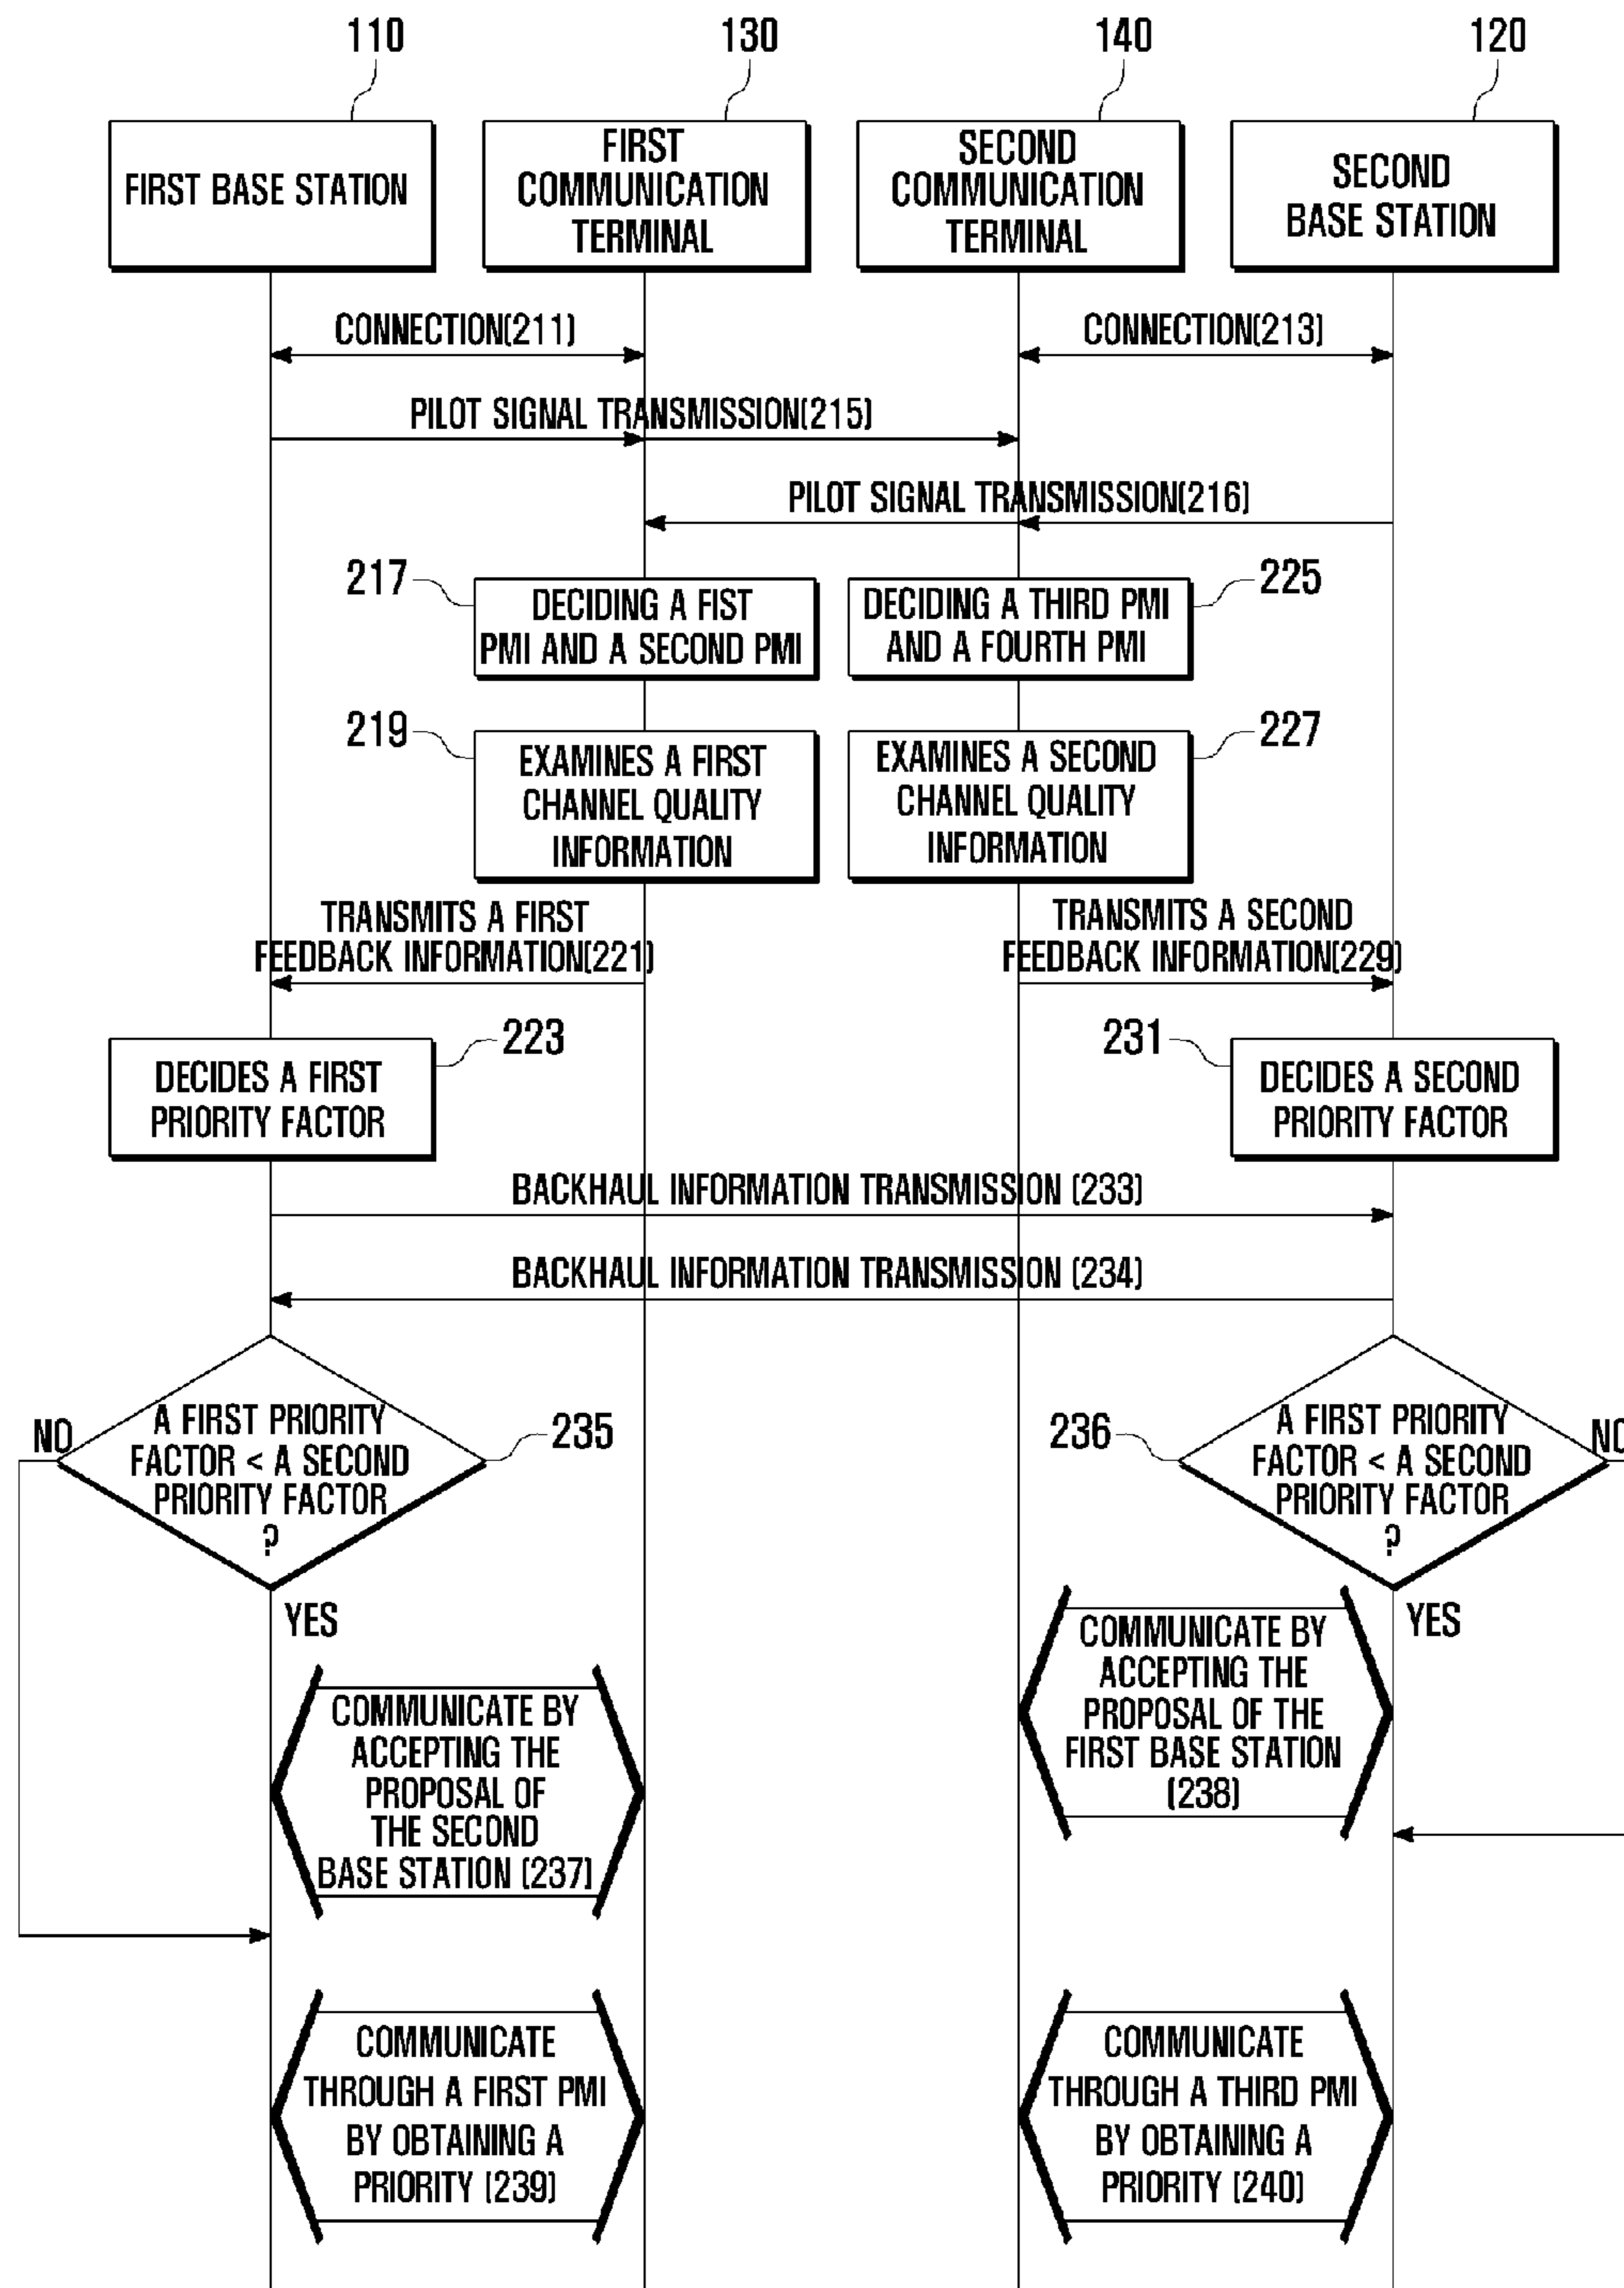 110
130
140
120
FIRST BASE STATION
FIRST
COMMUNICATION
TERMINAL
SECOND
COMMUNICATION
TERMINAL
SECOND
BASE STATION
CONNECTION(211)
CONNECTION(213)
PILOT SIGNAL TRANSMISSION(215)
PILOT SIGNAL TRANSMISSION(216)
217
DECIDING A FIST
PMI AND A SECOND PMI
DECIDING A THIRD PMI
AND A FOURTH PMI
225
219
EXAMINES A FIRST
CHANNEL QUALITY
INFORMATION
EXAMINES A SECOND
CHANNEL QUALITY
INFORMATION
227
TRANSMITS A FIRST
FEEDBACK INFORMATION(221)
TRANSMITS A SECOND
FEEDBACK INFORMATION(229)
DECIDES A FIRST
PRIORITY FACTOR
223
231
DECIDES A SECOND
PRIORITY FACTOR
BACKHAUL INFORMATION TRANSMISSION (233)
BACKHAUL INFORMATION TRANSMISSION (234)
NO
A FIRST PRIORITY
FACTOR < A SECOND
PRIORITY FACTOR
?
235
236
A FIRST PRIORITY
FACTOR < A SECOND
PRIORITY FACTOR
?
NO
YES
YES
COMMUNICATE BY
ACCEPTING THE
PROPOSAL OF
THE SECOND
BASE STATION (237)
COMMUNICATE BY
ACCEPTING THE
PROPOSAL OF THE
FIRST BASE STATION
(238)
COMMUNICATE
THROUGH A FIRST PMI
BY OBTAINING A
PRIORITY (239)
COMMUNICATE
THROUGH A THIRD PMI
BY OBTAINING A
PRIORITY (240)